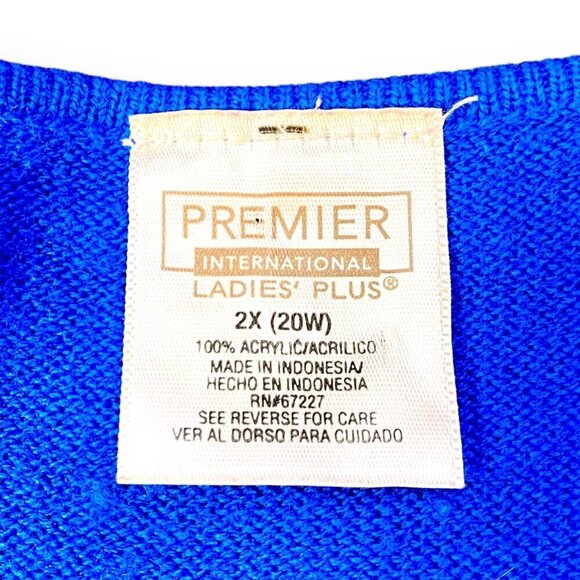 PREMIER
INTERNATIONAL
LADIES' PLUS®
2X (20W)
100% ACRYLIC/ACRILICO
MADE IN INDONESIA/
HECHO EN INDONESIA
RN#67227
SEE REVERSE FOR CARE
VER AL DORSO PARA CUIDADO